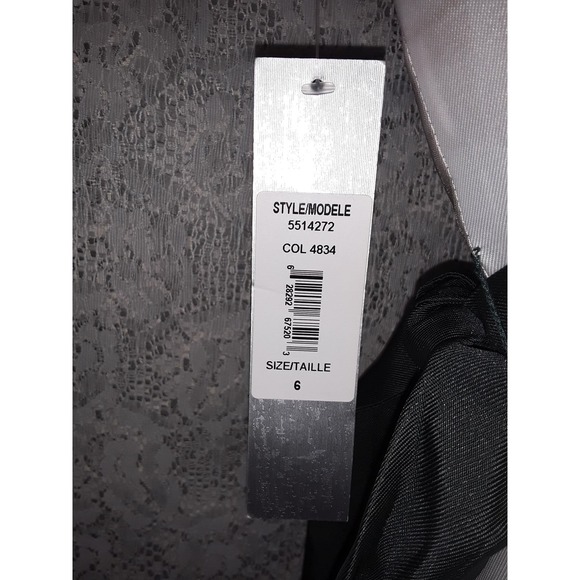 STYLE/MODELE
5514272
COL 4834
6 28292 67520 3
SIZE/TAILLE
6